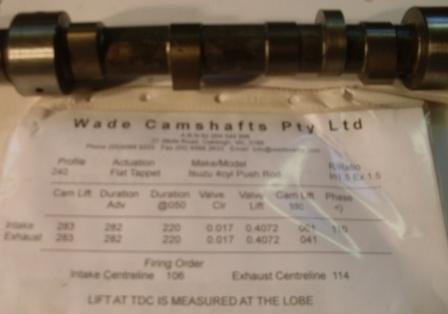 Wade Camshafts Pty Ltd
Profile Actuation Make/Model R/Ratio
242 Flat Tappet Isuzu 4cyl Push Rod
Cam Lift Duration Duration Valve Valve Cam Lift Phase
Adv @050 Clr Lift
Intake 283 282 220 0.017 0.4072 110
Exhaust 283 282 220 0.017 0.4072 041
Firing Order
Intake Centreline 106 Exhaust Centreline 114
LIFT AT TDC IS MEASURED AT THE LOBE